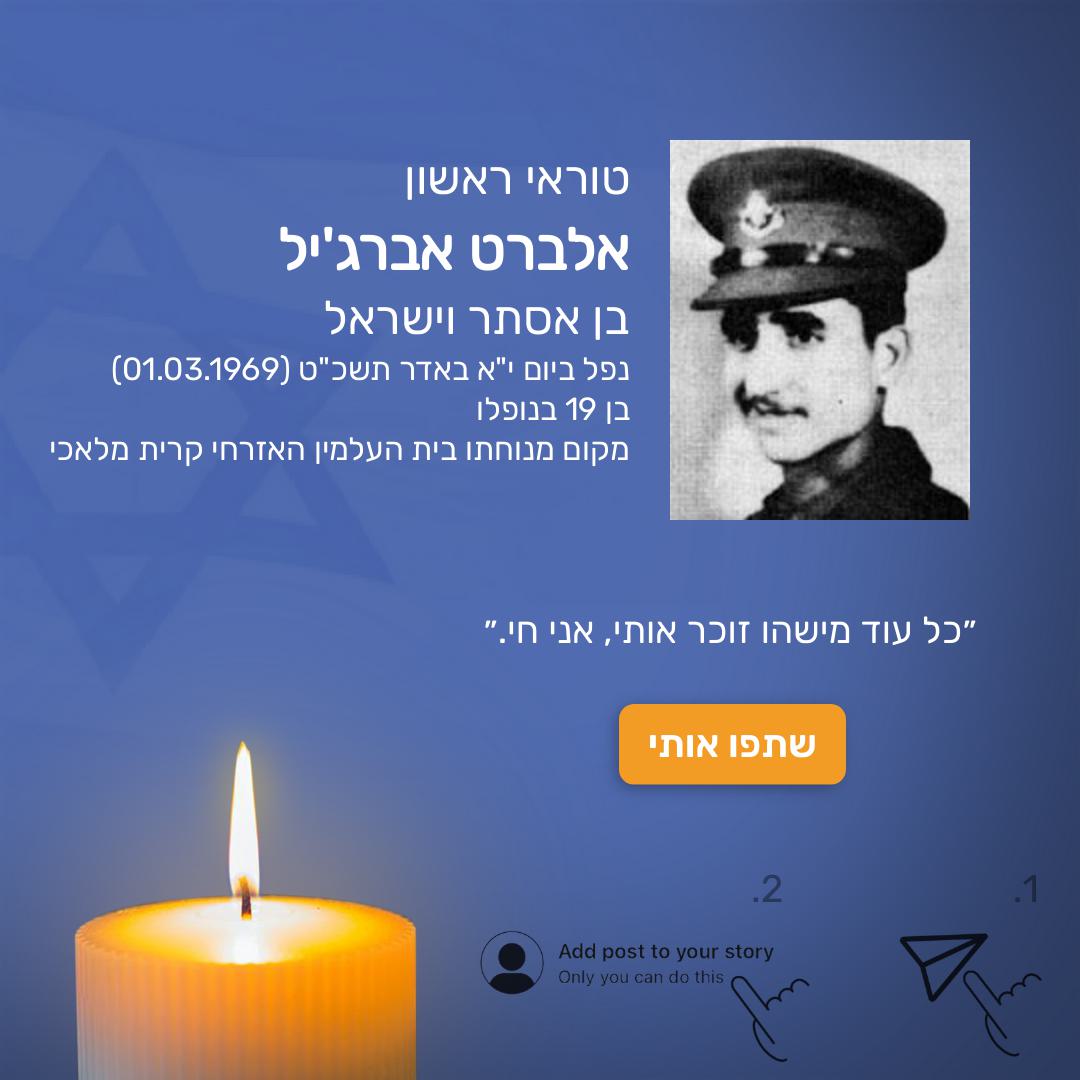 טוראי ראשון
אלברט אברג'יל
בן אסתר וישראל
נפל ביום י"א באדר תשכ"ט (01.03.1969)
בן 19 בנופלו
מקום מנוחתו בית העלמין האזרחי קרית מלאכי
״כל עוד מישהו זוכר אותי, אני חי.״
שתפו אותי
1.
2.
Add post to your story
Only you can do this